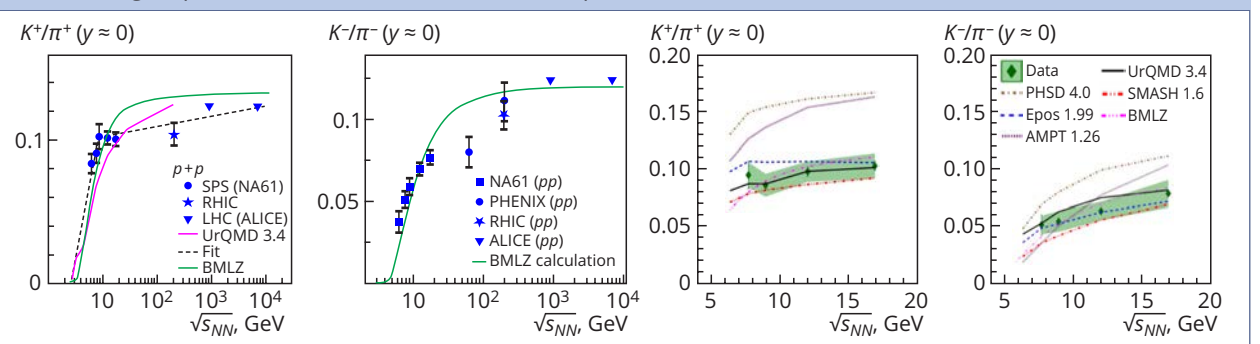 K⁺/π⁺ (y ≈ 0)
0.1
0
10
10²
10³
10⁴
√sNN, GeV
p+p
SPS (NA61)
RHIC
LHC (ALICE)
UrQMD 3.4
Fit
BMLZ
K⁻/π⁻ (y ≈ 0)
0.1
0.05
10
10²
10³
10⁴
√sNN, GeV
NA61 (pp)
PHENIX (pp)
RHIC (pp)
ALICE (pp)
BMLZ calculation
K⁺/π⁺ (y ≈ 0)
0.20
0.15
0.10
0.05
0
5
10
15
20
√sNN, GeV
K⁻/π⁻ (y ≈ 0)
0.20
0.15
0.10
0.05
0
5
10
15
20
√sNN, GeV
Data
PHSD 4.0
Epos 1.99
AMPT 1.26
UrQMD 3.4
SMASH 1.6
BMLZ